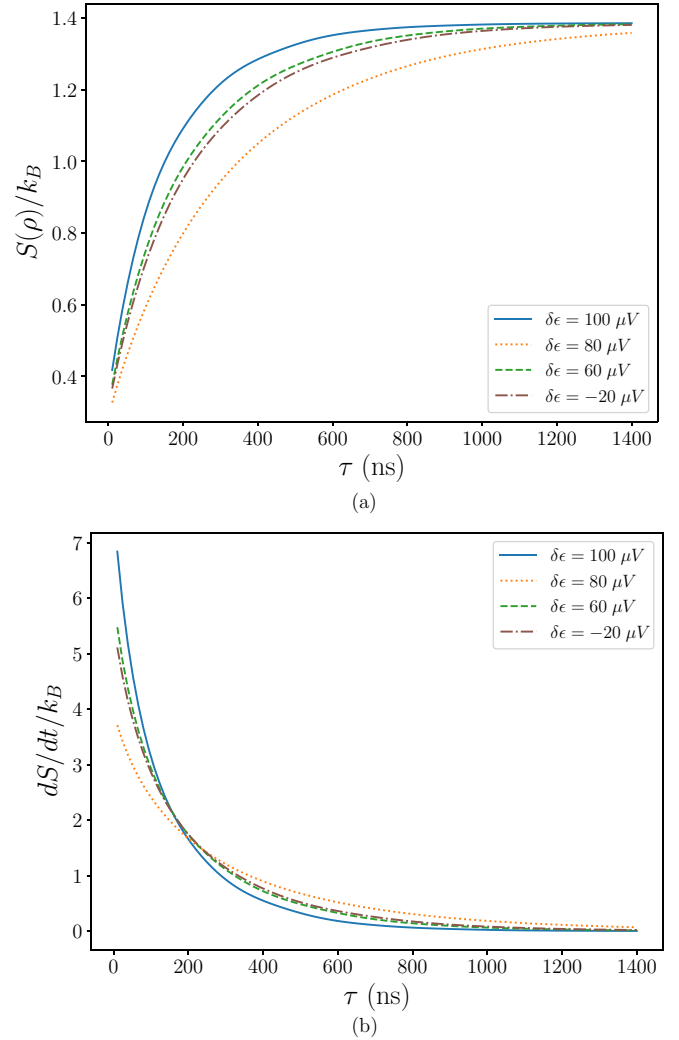 1.4
1.2
1.0
0.8
0.6
0.4
S(ρ)/k_B
δϵ = 100 μV
δϵ = 80 μV
δϵ = 60 μV
δϵ = −20 μV
0 200 400 600 800 1000 1200 1400
τ (ns)
(a)
7
6
5
4
3
2
1
0
dS/dt/k_B
δϵ = 100 μV
δϵ = 80 μV
δϵ = 60 μV
δϵ = −20 μV
0 200 400 600 800 1000 1200 1400
τ (ns)
(b)